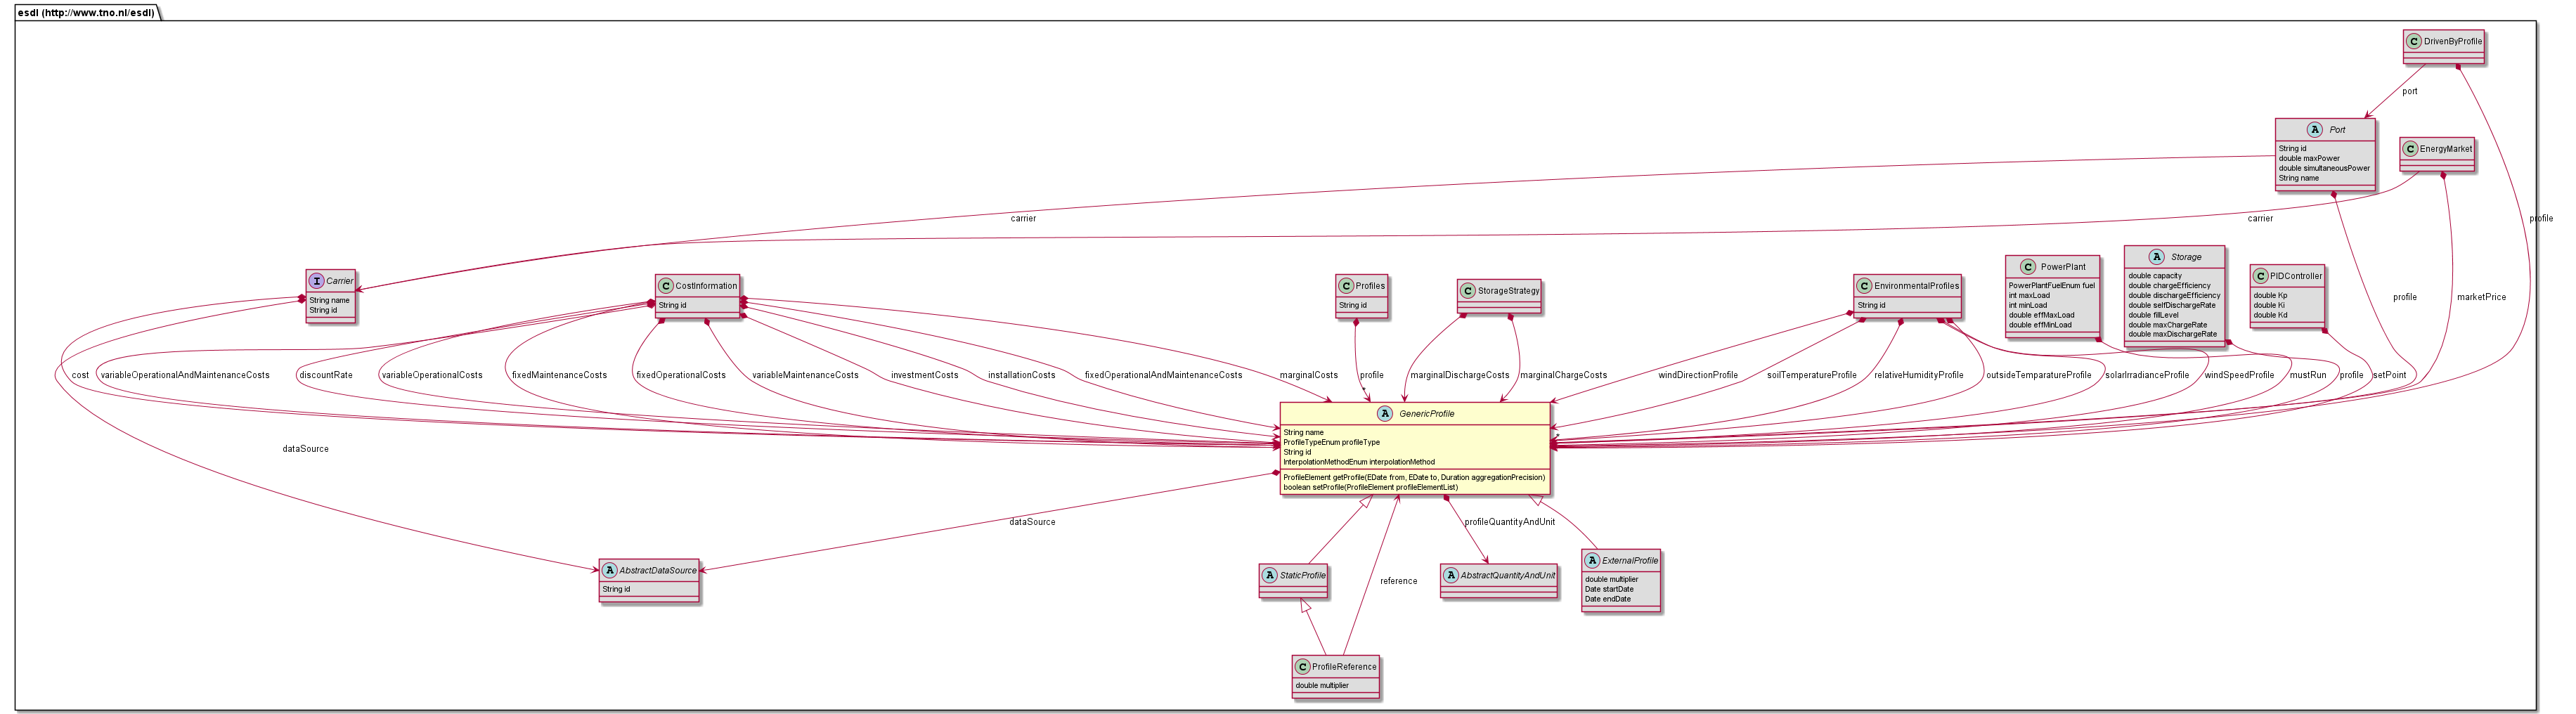 esdl (http://www.tno.nl/esdl)
C DrivenByProfile
port
A Port
String id
double maxPower
double simultaneousPower
String name
C EnergyMarket
carrier
carrier
profile
I Carrier
String name
String id
C CostInformation
String id
C Profiles
String id
C StorageStrategy
C EnvironmentalProfiles
String id
C PowerPlant
PowerPlantFuelEnum fuel
int maxLoad
int minLoad
double effMaxLoad
double effMinLoad
A Storage
double capacity
double chargeEfficiency
double dischargeEfficiency
double selfDischargeRate
double fillLevel
double maxChargeRate
double maxDischargeRate
C PIDController
double Kp
double Ki
double Kd
profile
marketPrice
cost
variableOperationalAndMaintenanceCosts
discountRate
variableOperationalCosts
fixedMaintenanceCosts
fixedOperationalCosts
variableMaintenanceCosts
investmentCosts
installationCosts
fixedOperationalAndMaintenanceCosts
marginalCosts
profile
*
marginalDischargeCosts
marginalChargeCosts
windDirectionProfile
soilTemperatureProfile
relativeHumidityProfile
outsideTemparatureProfile
solarIrradianceProfile
windSpeedProfile
mustRun
profile
setPoint
A GenericProfile
String name
ProfileTypeEnum profileType
String id
InterpolationMethodEnum interpolationMethod
ProfileElement getProfile(EDate from, EDate to, Duration aggregationPrecision)
boolean setProfile(ProfileElement profileElementList)
*
dataSource
dataSource
profileQuantityAndUnit
A AbstractDataSource
String id
A StaticProfile
reference
A AbstractQuantityAndUnit
A ExternalProfile
double multiplier
Date startDate
Date endDate
C ProfileReference
double multiplier